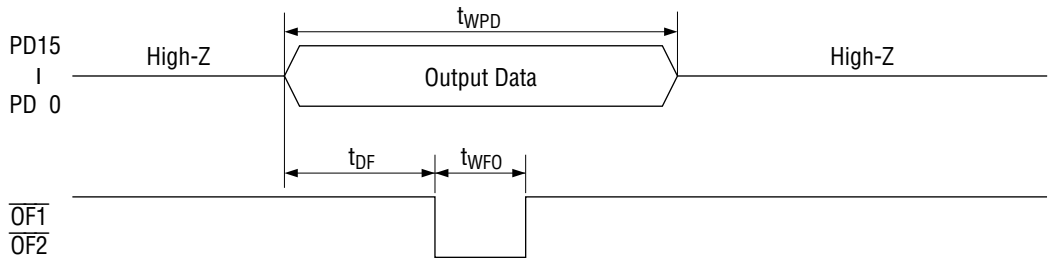 tWPD
PD15
High-Z
High-Z
I
Output Data
PD 0
tDF
tWFO
OF1
OF2